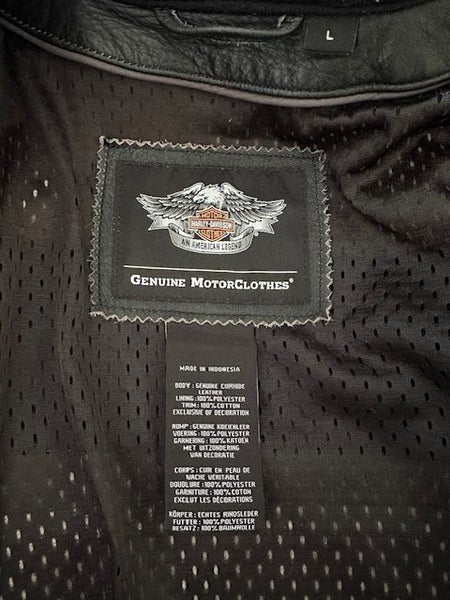 L
MOTOR
HARLEY-DAVIDSON
CLOTHES
AN AMERICAN LEGEND
GENUINE MOTORCLOTHES®
MADE IN INDONESIA
BODY: GENUINE COWHIDE
LEATHER
LINING: 100% POLYESTER
TRIM: 100% COTTON
EXCLUSIVE OF DECORATION
ROMP: GENUINE KOEIENLEER
VOERING: 100% POLYESTER
GARNERING: 100% KATOEN
MET UITZONDERING
VAN DECORATIE
CORPS: CUIR EN PEAU DE
VACHE VÉRITABLE
DOUBLURE: 100% POLYESTER
GARNITURE: 100% COTON
EXCLUT LES DÉCORATIONS
KÖRPER: ECHTES RINDSLEDER
FUTTER: 100% POLYESTER
BESATZ: 100% BAUMWOLLE